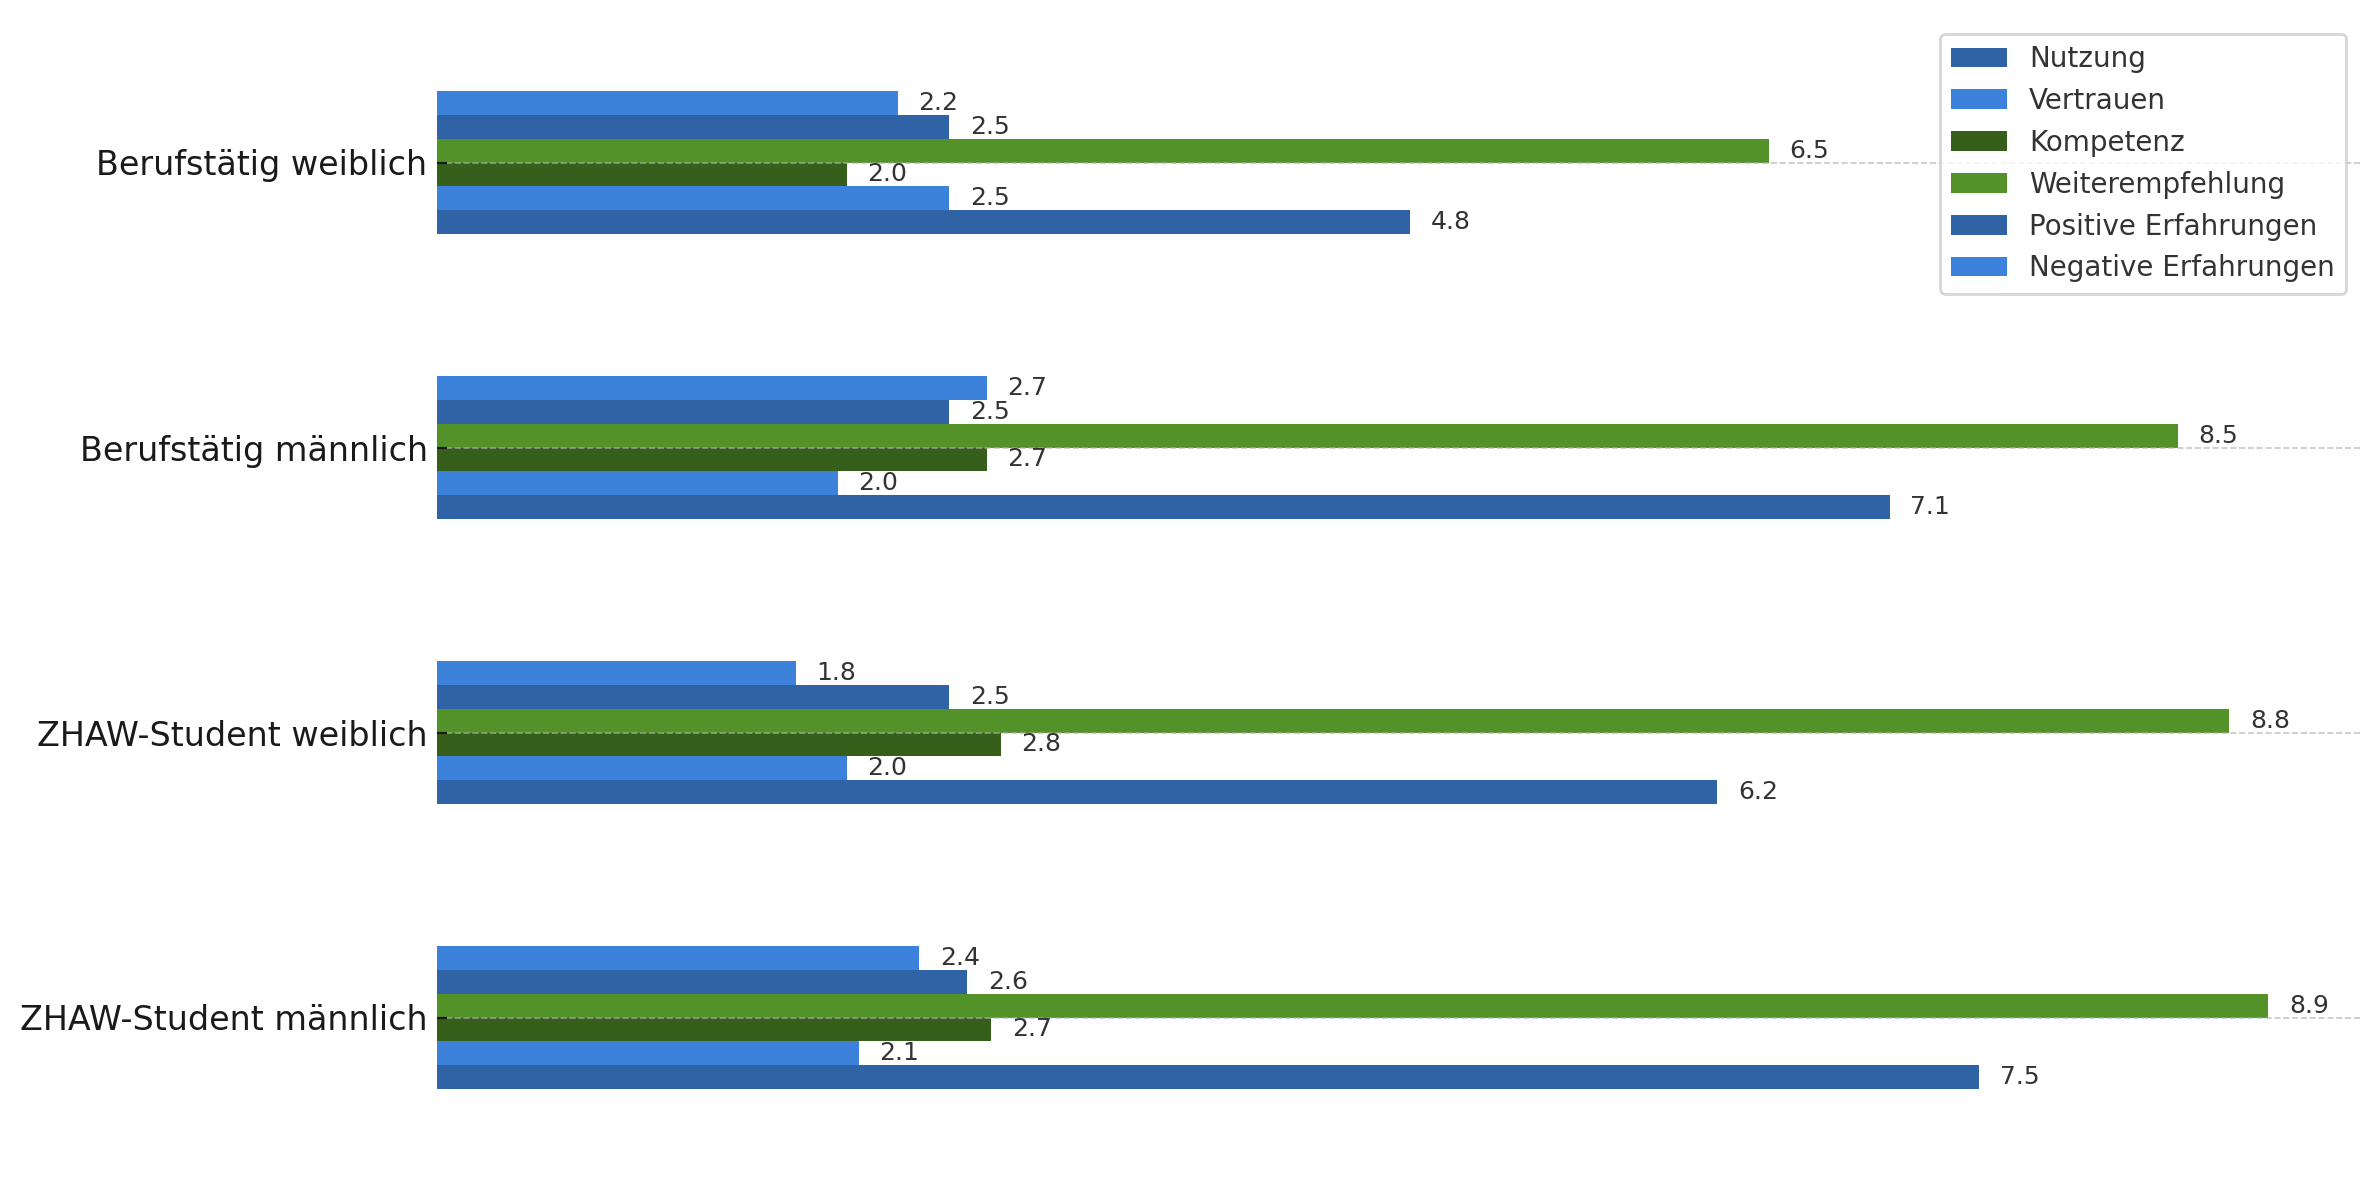 Nutzung
Vertrauen
Kompetenz
Weiterempfehlung
Positive Erfahrungen
Negative Erfahrungen
Berufstätig weiblich
2.2
2.5
6.5
2.0
2.5
4.8
Berufstätig männlich
2.7
2.5
8.5
2.7
2.0
7.1
ZHAW-Student weiblich
1.8
2.5
8.8
2.8
2.0
6.2
ZHAW-Student männlich
2.4
2.6
8.9
2.7
2.1
7.5